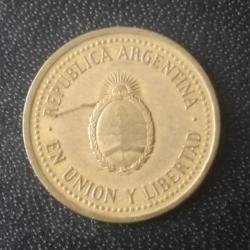 · REPUBLICA ARGENTINA ·
EN UNION Y LIBERTAD